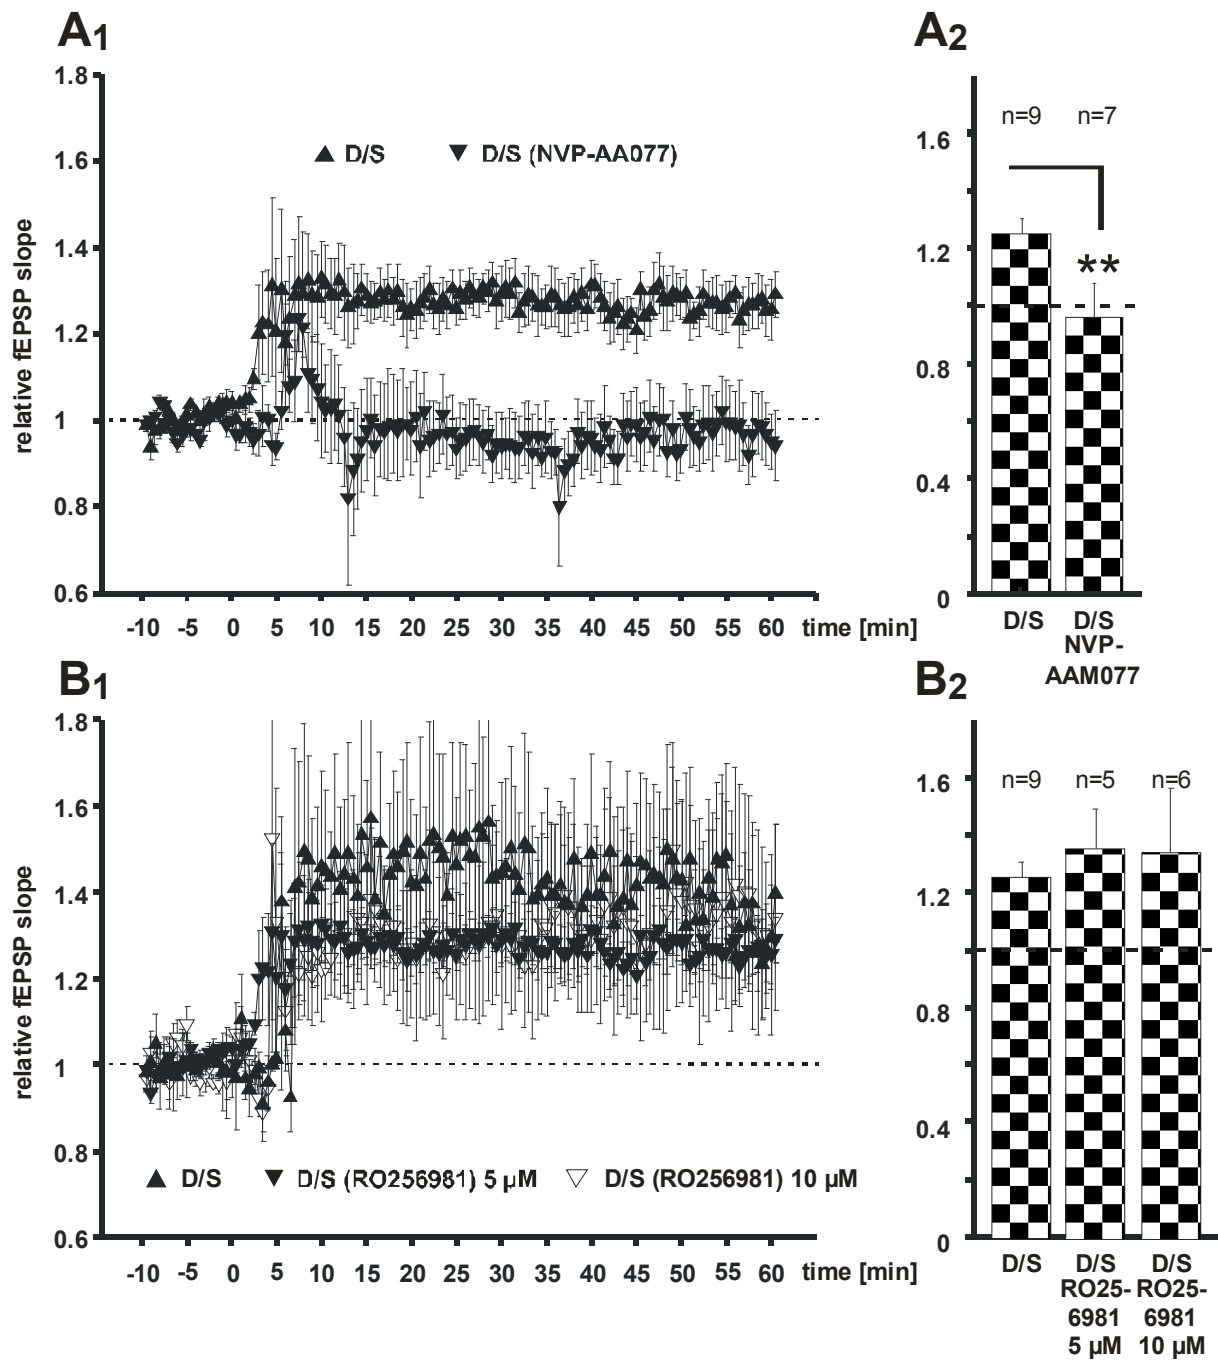 A1
1.8
1.6
1.4
1.2
1
0.8
0.6
relative fEPSP slope
D/S D/S (NVP-AA077)
-10 -5 0 5 10 15 20 25 30 35 40 45 50 55 60 time [min]
A2
n=9 n=7
1.6
1.2
0.8
0.4
0
**
D/S D/S
NVP-
AAM077
B1
1.8
1.6
1.4
1.2
1
0.8
0.6
relative fEPSP slope
D/S D/S (RO256981) 5 µM D/S (RO256981) 10 µM
-10 -5 0 5 10 15 20 25 30 35 40 45 50 55 60 time [min]
B2
n=9 n=5 n=6
1.6
1.2
0.8
0.4
0
D/S D/S D/S
RO25- RO25-
6981 6981
5 µM 10 µM